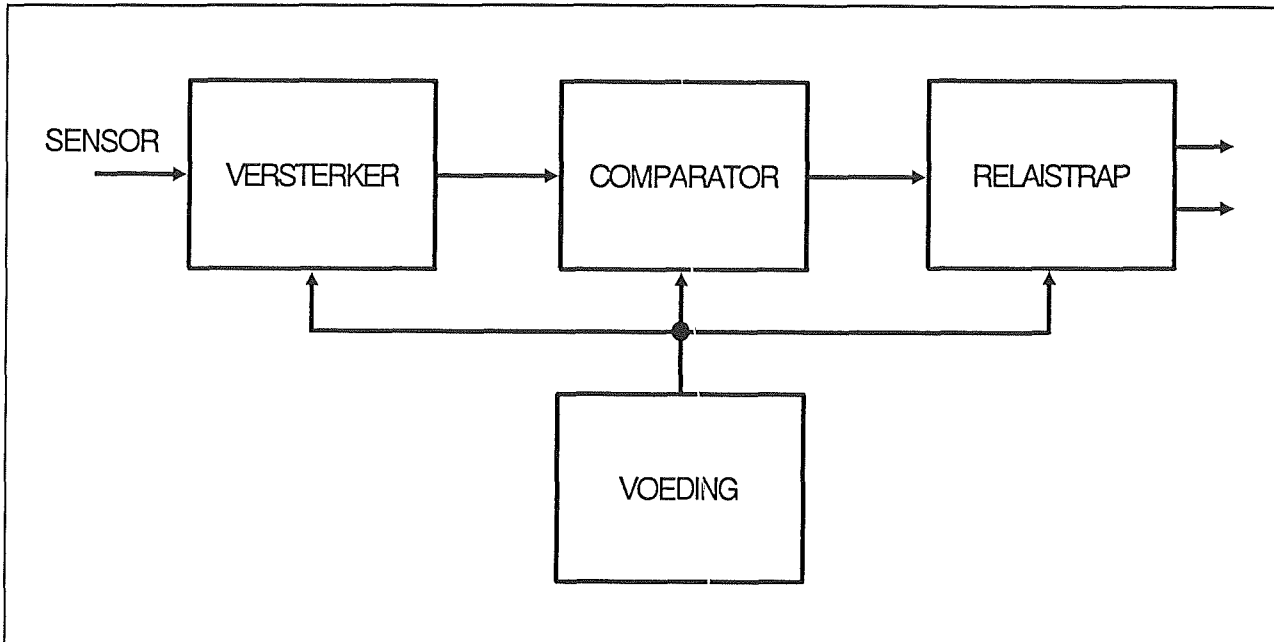 SENSOR
VERSTERKER
COMPARATOR
RELAISTRAP
VOEDING